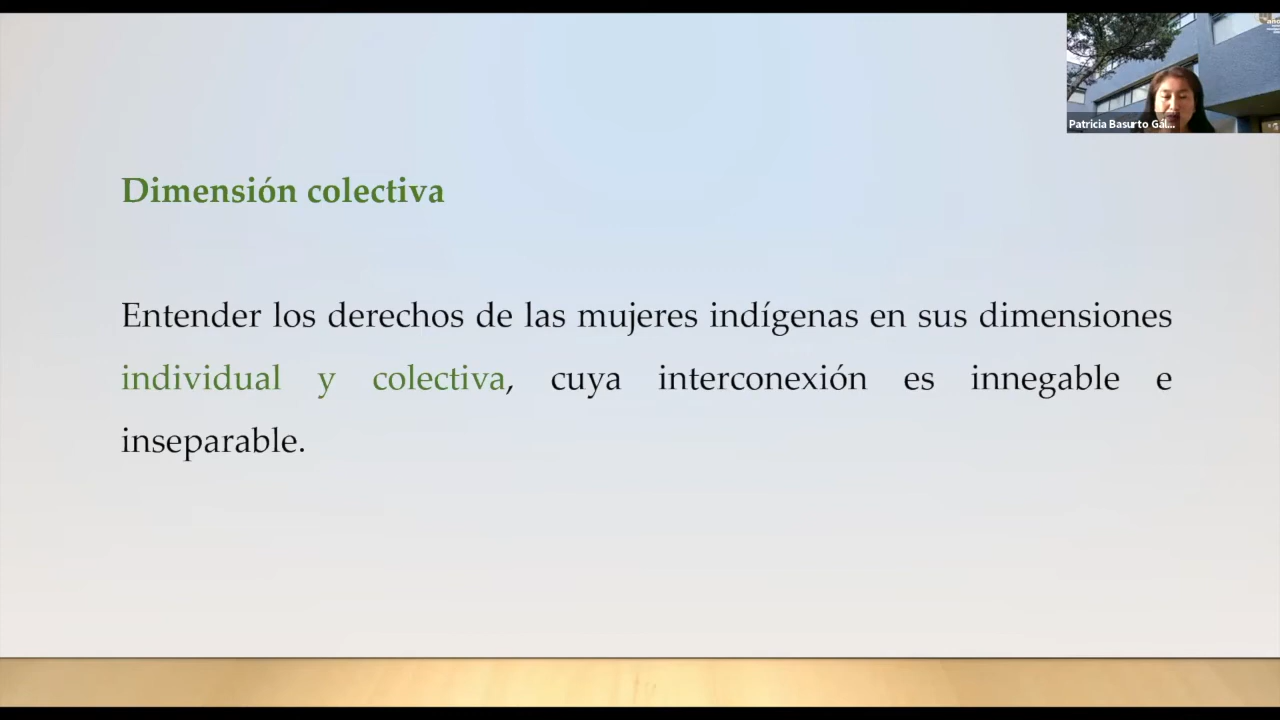 Patricia Basurto Gál...
Dimensión colectiva
Entender los derechos de las mujeres indígenas en sus dimensiones
individual y colectiva, cuya interconexión es innegable e
inseparable.